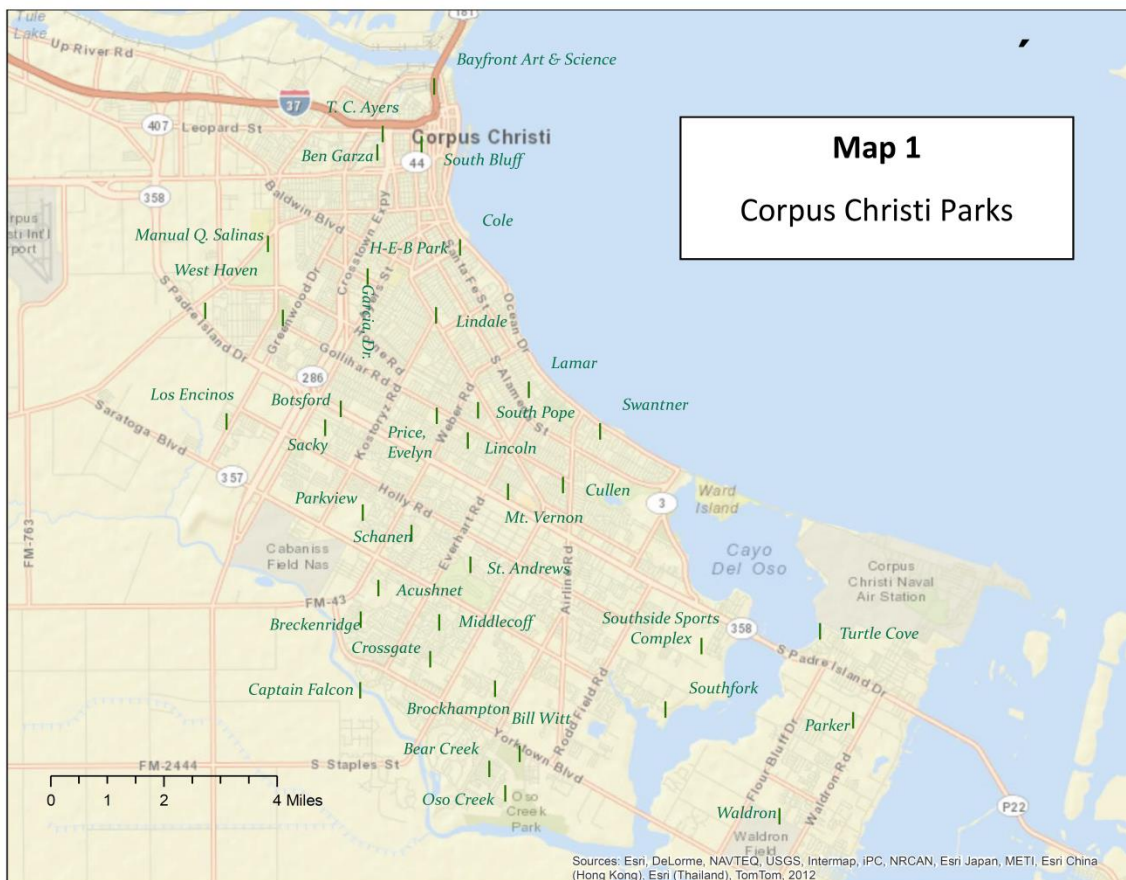 Tule
Lake
Up River Rd
181
Bayfront Art & Science
37
T. C. Ayers
407
Leopard St
Corpus Christi
Ben Garza
44
South Bluff
Map 1
Corpus Christi Parks
358
Baldwin Blvd
Crosstown Expy
Cole
Manual Q. Salinas
H-E-B Park
Santa Fe St
West Haven
S Padre Island Dr
Greenwood Dr
Garcia, Dr.
Ocean Dr
Lindale
Gollihar Rd
286
S Alameda St
Lamar
Los Encinos
Botsford
Kostoryz Rd
Weber Rd
South Pope
Swantner
Saratoga Blvd
Sacky
Price,
Evelyn
Lincoln
357
Parkview
Holly Rd
Cullen
3
Ward
Island
Mt. Vernon
Schanen
Everhart Rd
FM-763
Cabaniss
Field Nas
Cayo
Del Oso
St. Andrews
Airline Rd
Corpus
Christi Naval
Air Station
Acushnet
FM-43
Breckenridge
Middlecoff
Southside Sports
Complex
358
Turtle Cove
Crossgate
S Padre Island Dr
Captain Falcon
Brockhampton
Southfork
Bill Witt
Rodd Field Rd
Parker
Bear Creek
Yorktown Blvd
Flour Bluff Dr
Waldron Rd
FM-2444
S Staples St
0 2 4 Miles
Oso Creek
Oso
Creek
Park
Waldron
P22
Waldron
Field
Sources: Esri, DeLorme, NAVTEQ, USGS, Intermap, iPC, NRCAN, Esri Japan, METI, Esri China
(Hong Kong), Esri (Thailand), TomTom, 2012